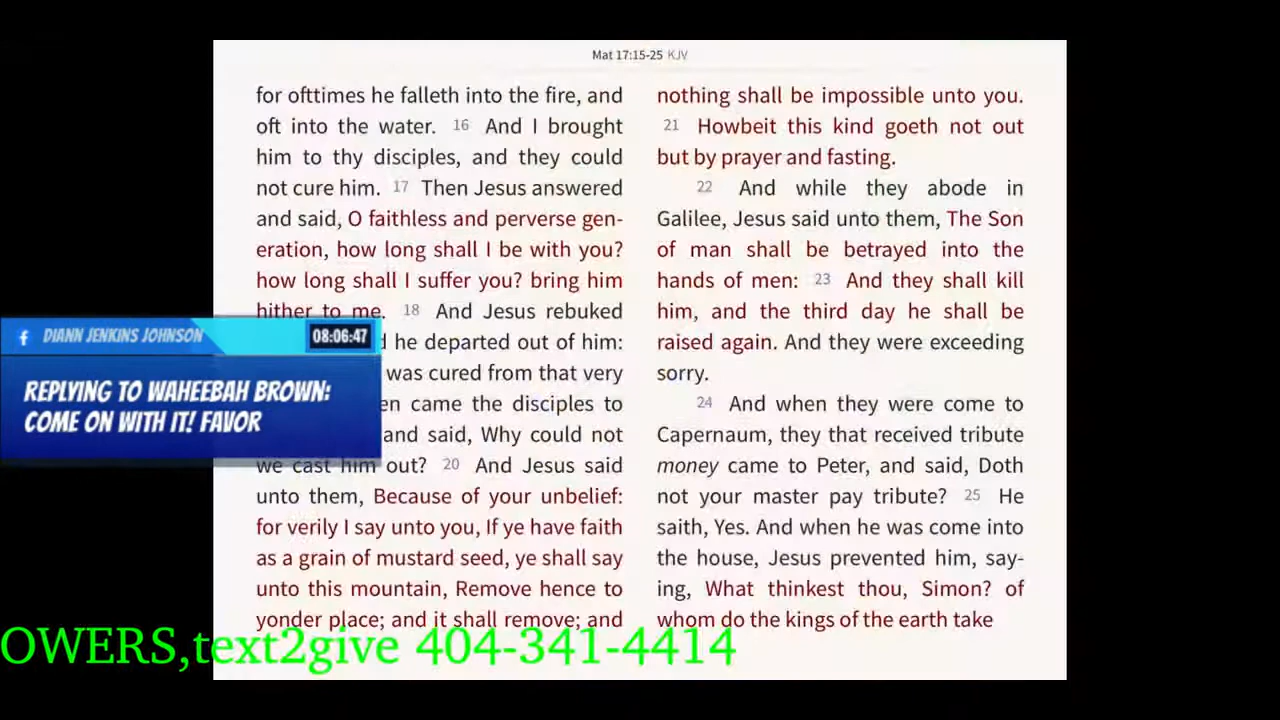 Mat 17:15-25 KJV
for ofttimes he falleth into the fire, and
oft into the water. 16 And I brought
him to thy disciples, and they could
not cure him. 17 Then Jesus answered
and said, O faithless and perverse gen-
eration, how long shall I be with you?
how long shall I suffer you? bring him
hither to me. 18 And Jesus rebuked
he departed out of him:
was cured from that very
came the disciples to
and said, Why could not
we cast him out? 20 And Jesus said
unto them, Because of your unbelief:
for verily I say unto you, If ye have faith
as a grain of mustard seed, ye shall say
unto this mountain, Remove hence to
yonder place; and it shall remove; and
nothing shall be impossible unto you.
21 Howbeit this kind goeth not out
but by prayer and fasting.
22 And while they abode in
Galilee, Jesus said unto them, The Son
of man shall be betrayed into the
hands of men: 23 And they shall kill
him, and the third day he shall be
raised again. And they were exceeding
sorry.
24 And when they were come to
Capernaum, they that received tribute
money came to Peter, and said, Doth
not your master pay tribute? 25 He
saith, Yes. And when he was come into
the house, Jesus prevented him, say-
ing, What thinkest thou, Simon? of
whom do the kings of the earth take
DIANN JENKINS JOHNSON 08:06:47
REPLYING TO WAHEEBAH BROWN:
COME ON WITH IT! FAVOR
OWERS,text2give 404-341-4414